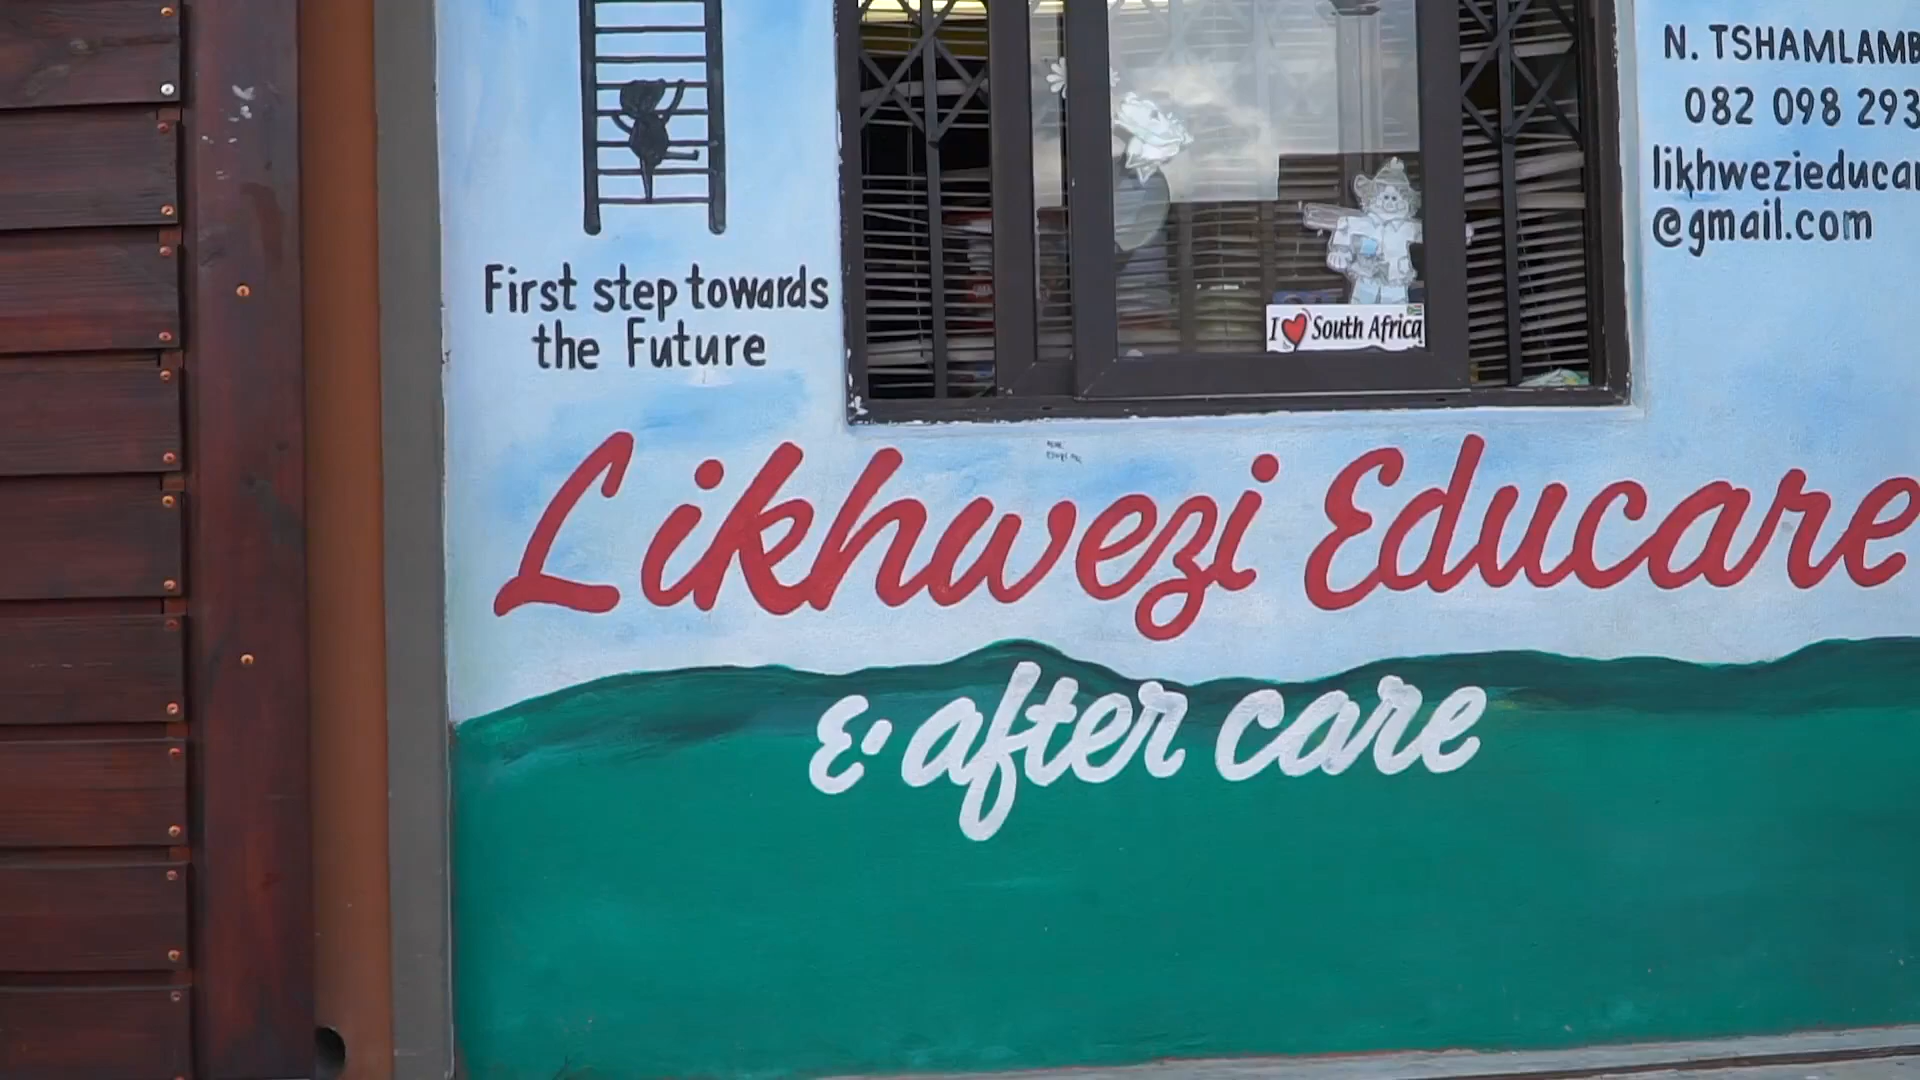 N. TSHAMLAMB
082 098 293
likhwezieducar
@gmail.com
First step towards
the Future
I ❤ South Africa
Likhwezi Educare
& after care